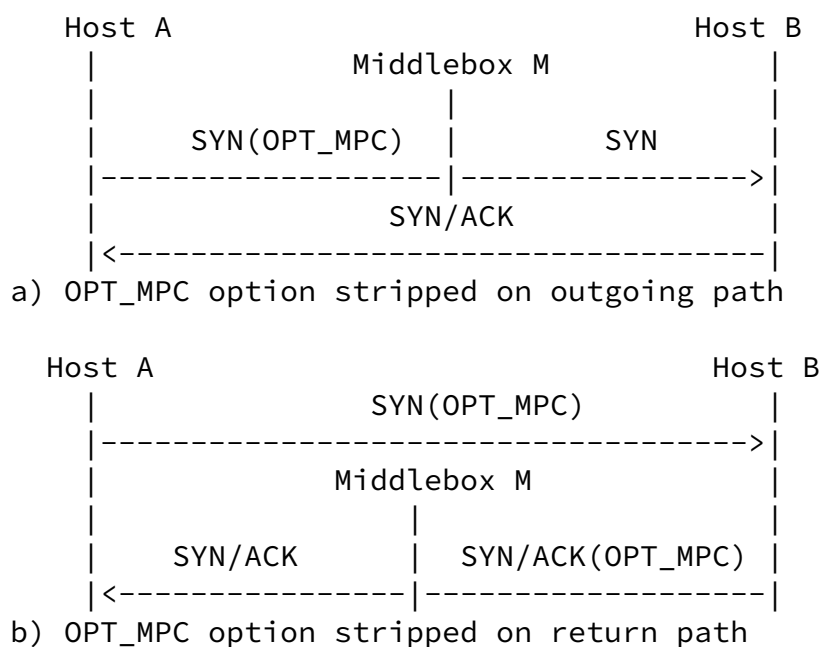 Host A Host B
Middlebox M
SYN(OPT_MPC) | SYN
|-------------------|---------------->|
SYN/ACK
|<------------------------------------|
a) OPT_MPC option stripped on outgoing path
Host A Host B
SYN(OPT_MPC)
|------------------------------------>|
Middlebox M
SYN/ACK | SYN/ACK(OPT_MPC)
|<----------------|-------------------|
b) OPT_MPC option stripped on return path